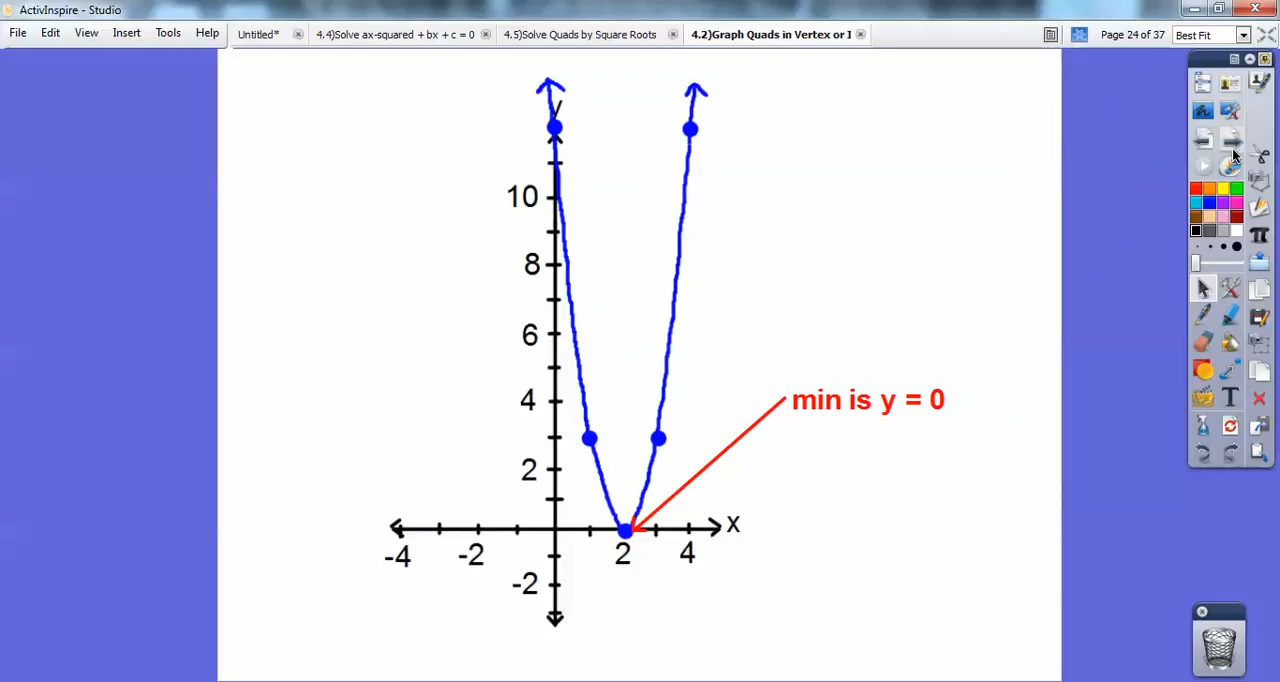 ActivInspire - Studio
File Edit View Insert Tools Help
Untitled* 4.4)Solve ax-squared + bx + c = 0 4.5)Solve Quads by Square Roots 4.2)Graph Quads in Vertex or I
Page 24 of 37 Best Fit
y
10
8
6
4
min is y = 0
2
x
-4 -2 2 4
-2